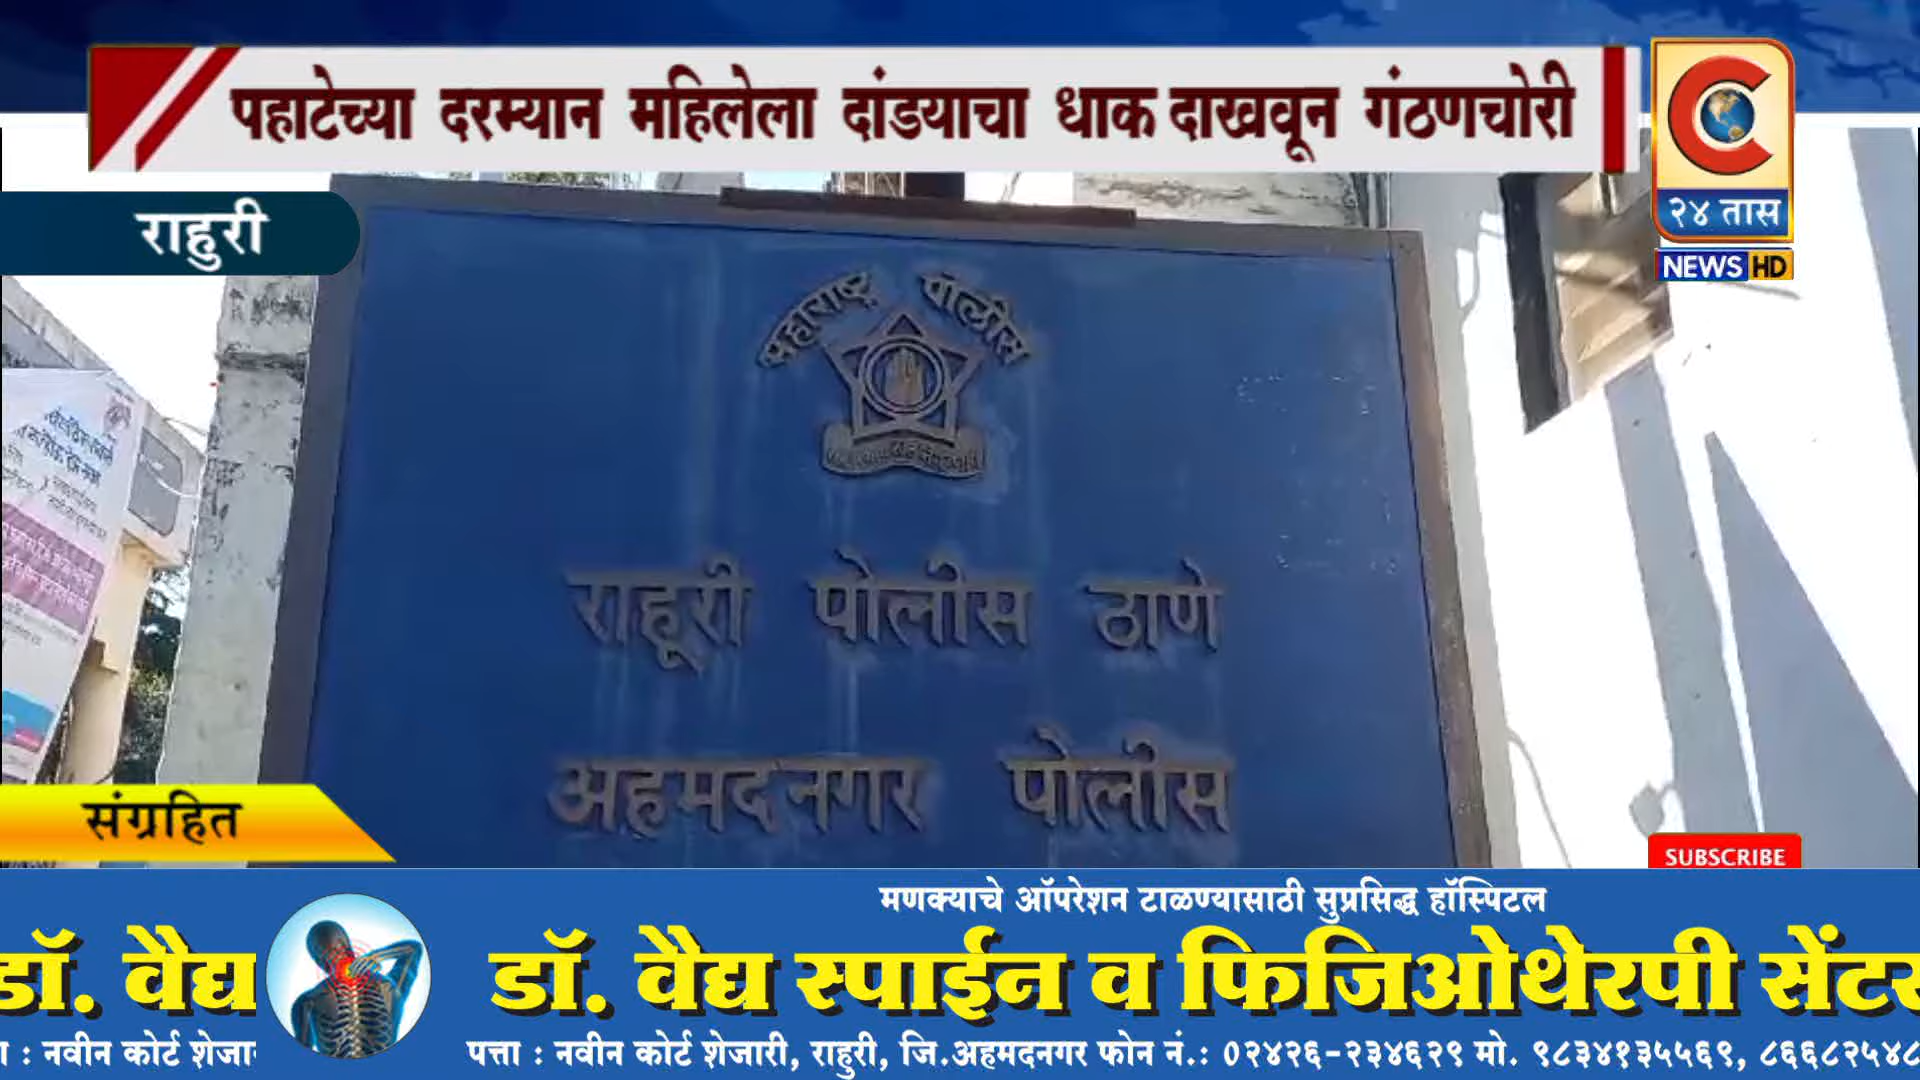 पहाटेच्या दरम्यान महिलेला दांडयाचा धाक दाखवून गंठणचोरी
राहुरी
C
२४ तास
NEWS HD
महाराष्ट्र पोलीस
राहूरी पोलीस ठाणे
अहमदनगर पोलीस
संग्रहित
SUBSCRIBE
मणक्याचे ऑपरेशन टाळण्यासाठी सुप्रसिद्ध हॉस्पिटल
डॉ. वैद्य
डॉ. वैद्य स्पाईन व फिजिओथेरपी सेंटर
: नवीन कोर्ट
पत्ता : नवीन कोर्ट शेजारी, राहुरी, जि.अहमदनगर फोन नं.: ०२४२६-२३४६२९ मो. ९८३४१३५५६९, ८६६८२५४८